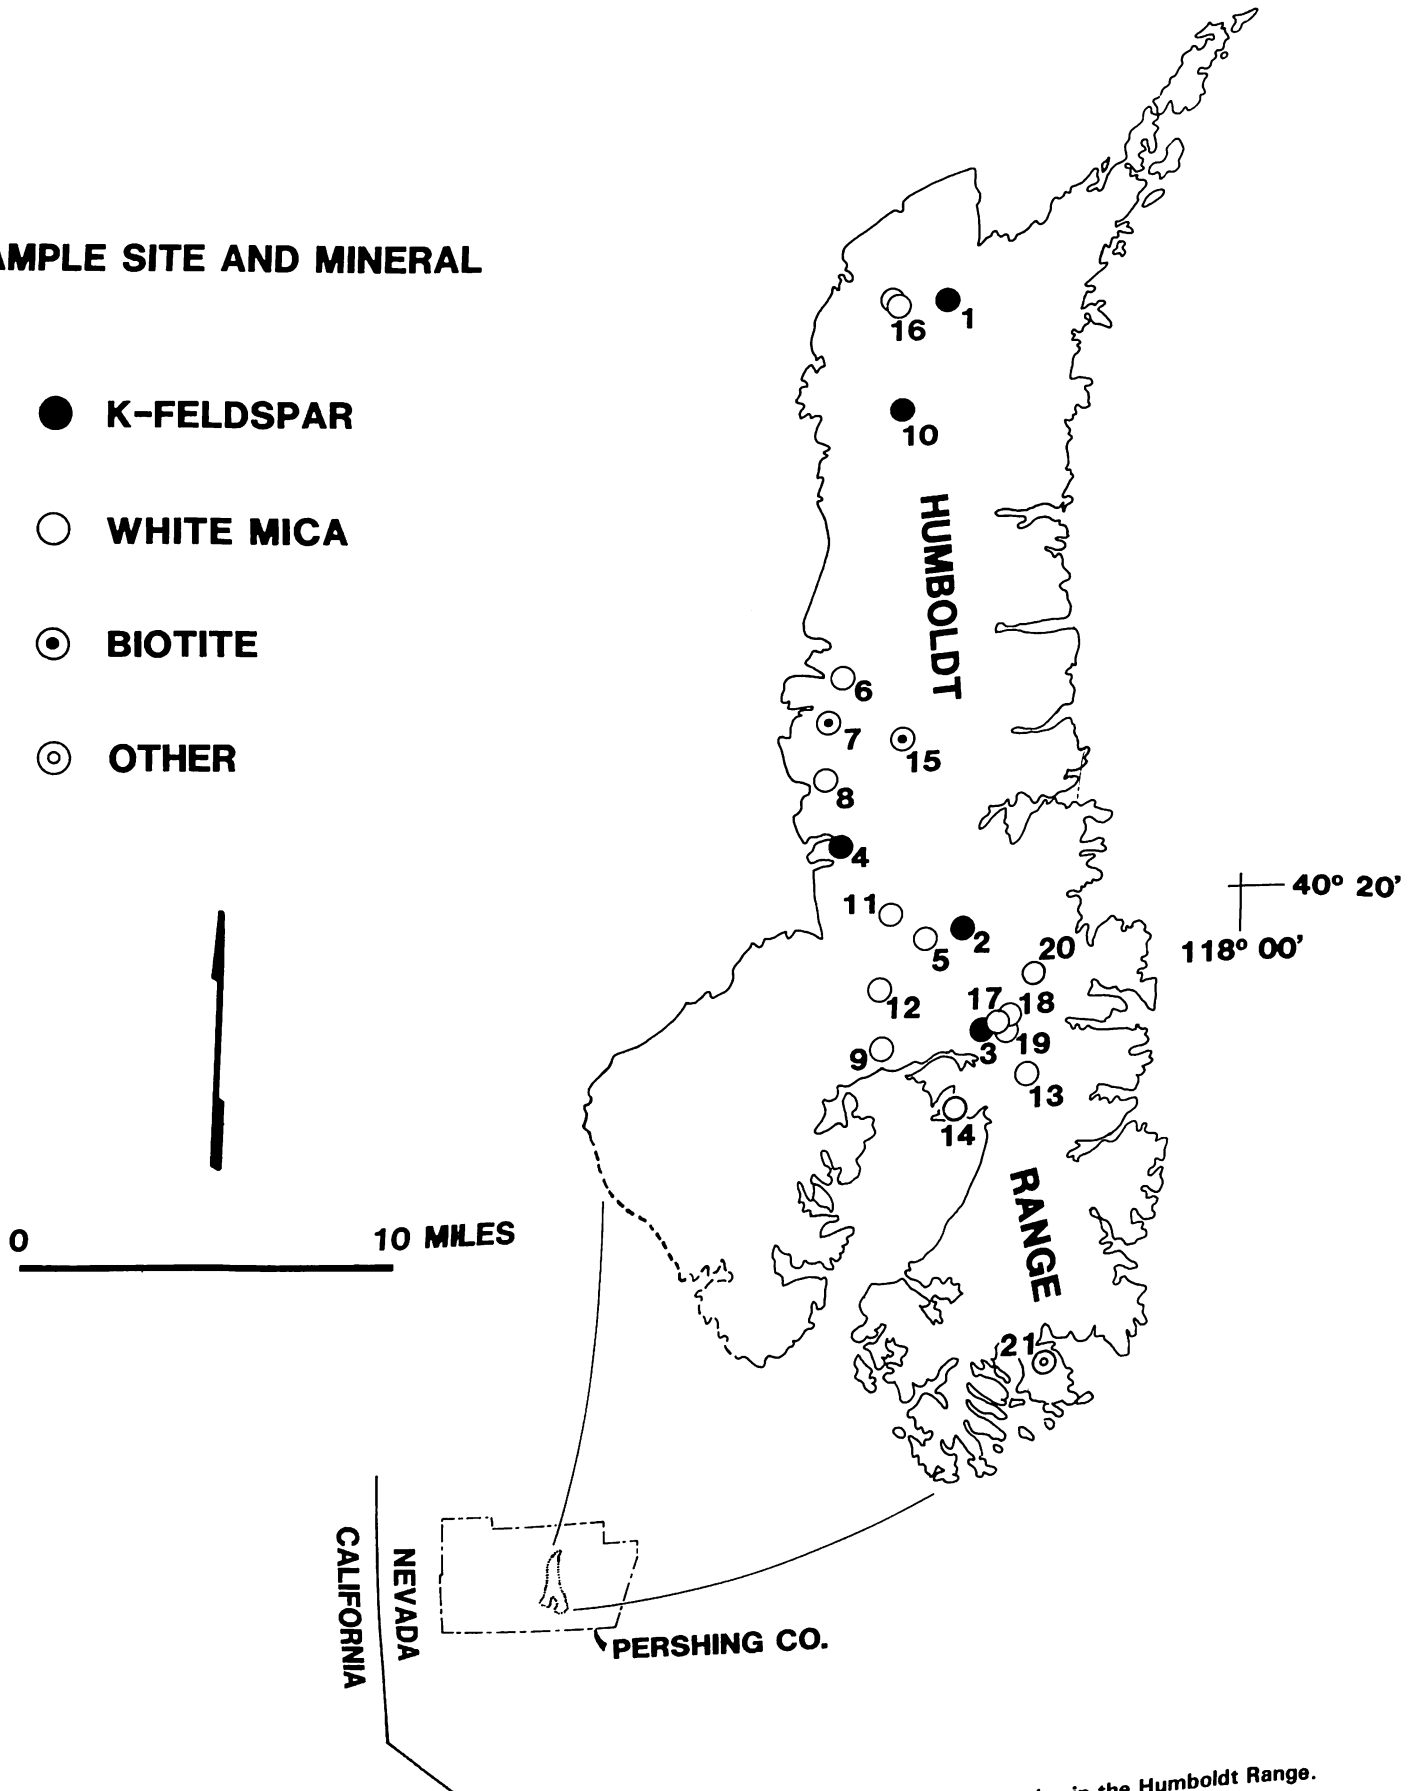 SAMPLE SITE AND MINERAL
K-FELDSPAR
WHITE MICA
BIOTITE
OTHER
0 10 MILES
16
1
10
HUMBOLDT
6
7
15
8
4
11
5
2
20
12
17
18
3
19
9
13
14
RANGE
21
40° 20'
118° 00'
CALIFORNIA
NEVADA
PERSHING CO.
in the Humboldt Range.